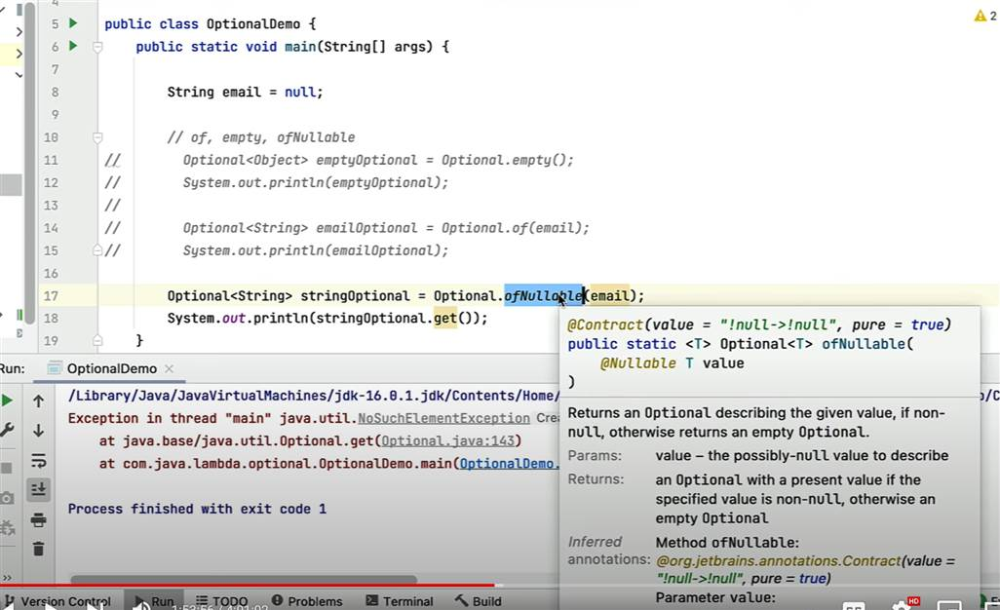 4
5 public class OptionalDemo {
6 public static void main(String[] args) {
7
8 String email = null;
9
10 // of, empty, ofNullable
11 // Optional<Object> emptyOptional = Optional.empty();
12 // System.out.println(emptyOptional);
13 //
14 // Optional<String> emailOptional = Optional.of(email);
15 // System.out.println(emailOptional);
16
17 Optional<String> stringOptional = Optional.ofNullable(email);
18 System.out.println(stringOptional.get());
19 }
2
@Contract(value = "!null->!null", pure = true)
public static <T> Optional<T> ofNullable(
@Nullable T value
)
Returns an Optional describing the given value, if non-
null, otherwise returns an empty Optional.
Params: value – the possibly-null value to describe
Returns: an Optional with a present value if the
specified value is non-null, otherwise an
empty Optional
Inferred Method ofNullable:
annotations: @org.jetbrains.annotations.Contract(value =
"!null->!null", pure = true)
Parameter value:
Run: OptionalDemo
/Library/Java/JavaVirtualMachines/jdk-16.0.1.jdk/Contents/Home/
Exception in thread "main" java.util.NoSuchElementException Crea
at java.base/java.util.Optional.get(Optional.java:143)
at com.java.lambda.optional.OptionalDemo.main(OptionalDemo.
Process finished with exit code 1
Version Control Run TODO Problems Terminal Build
1:53:56 / 4:01:02
HD